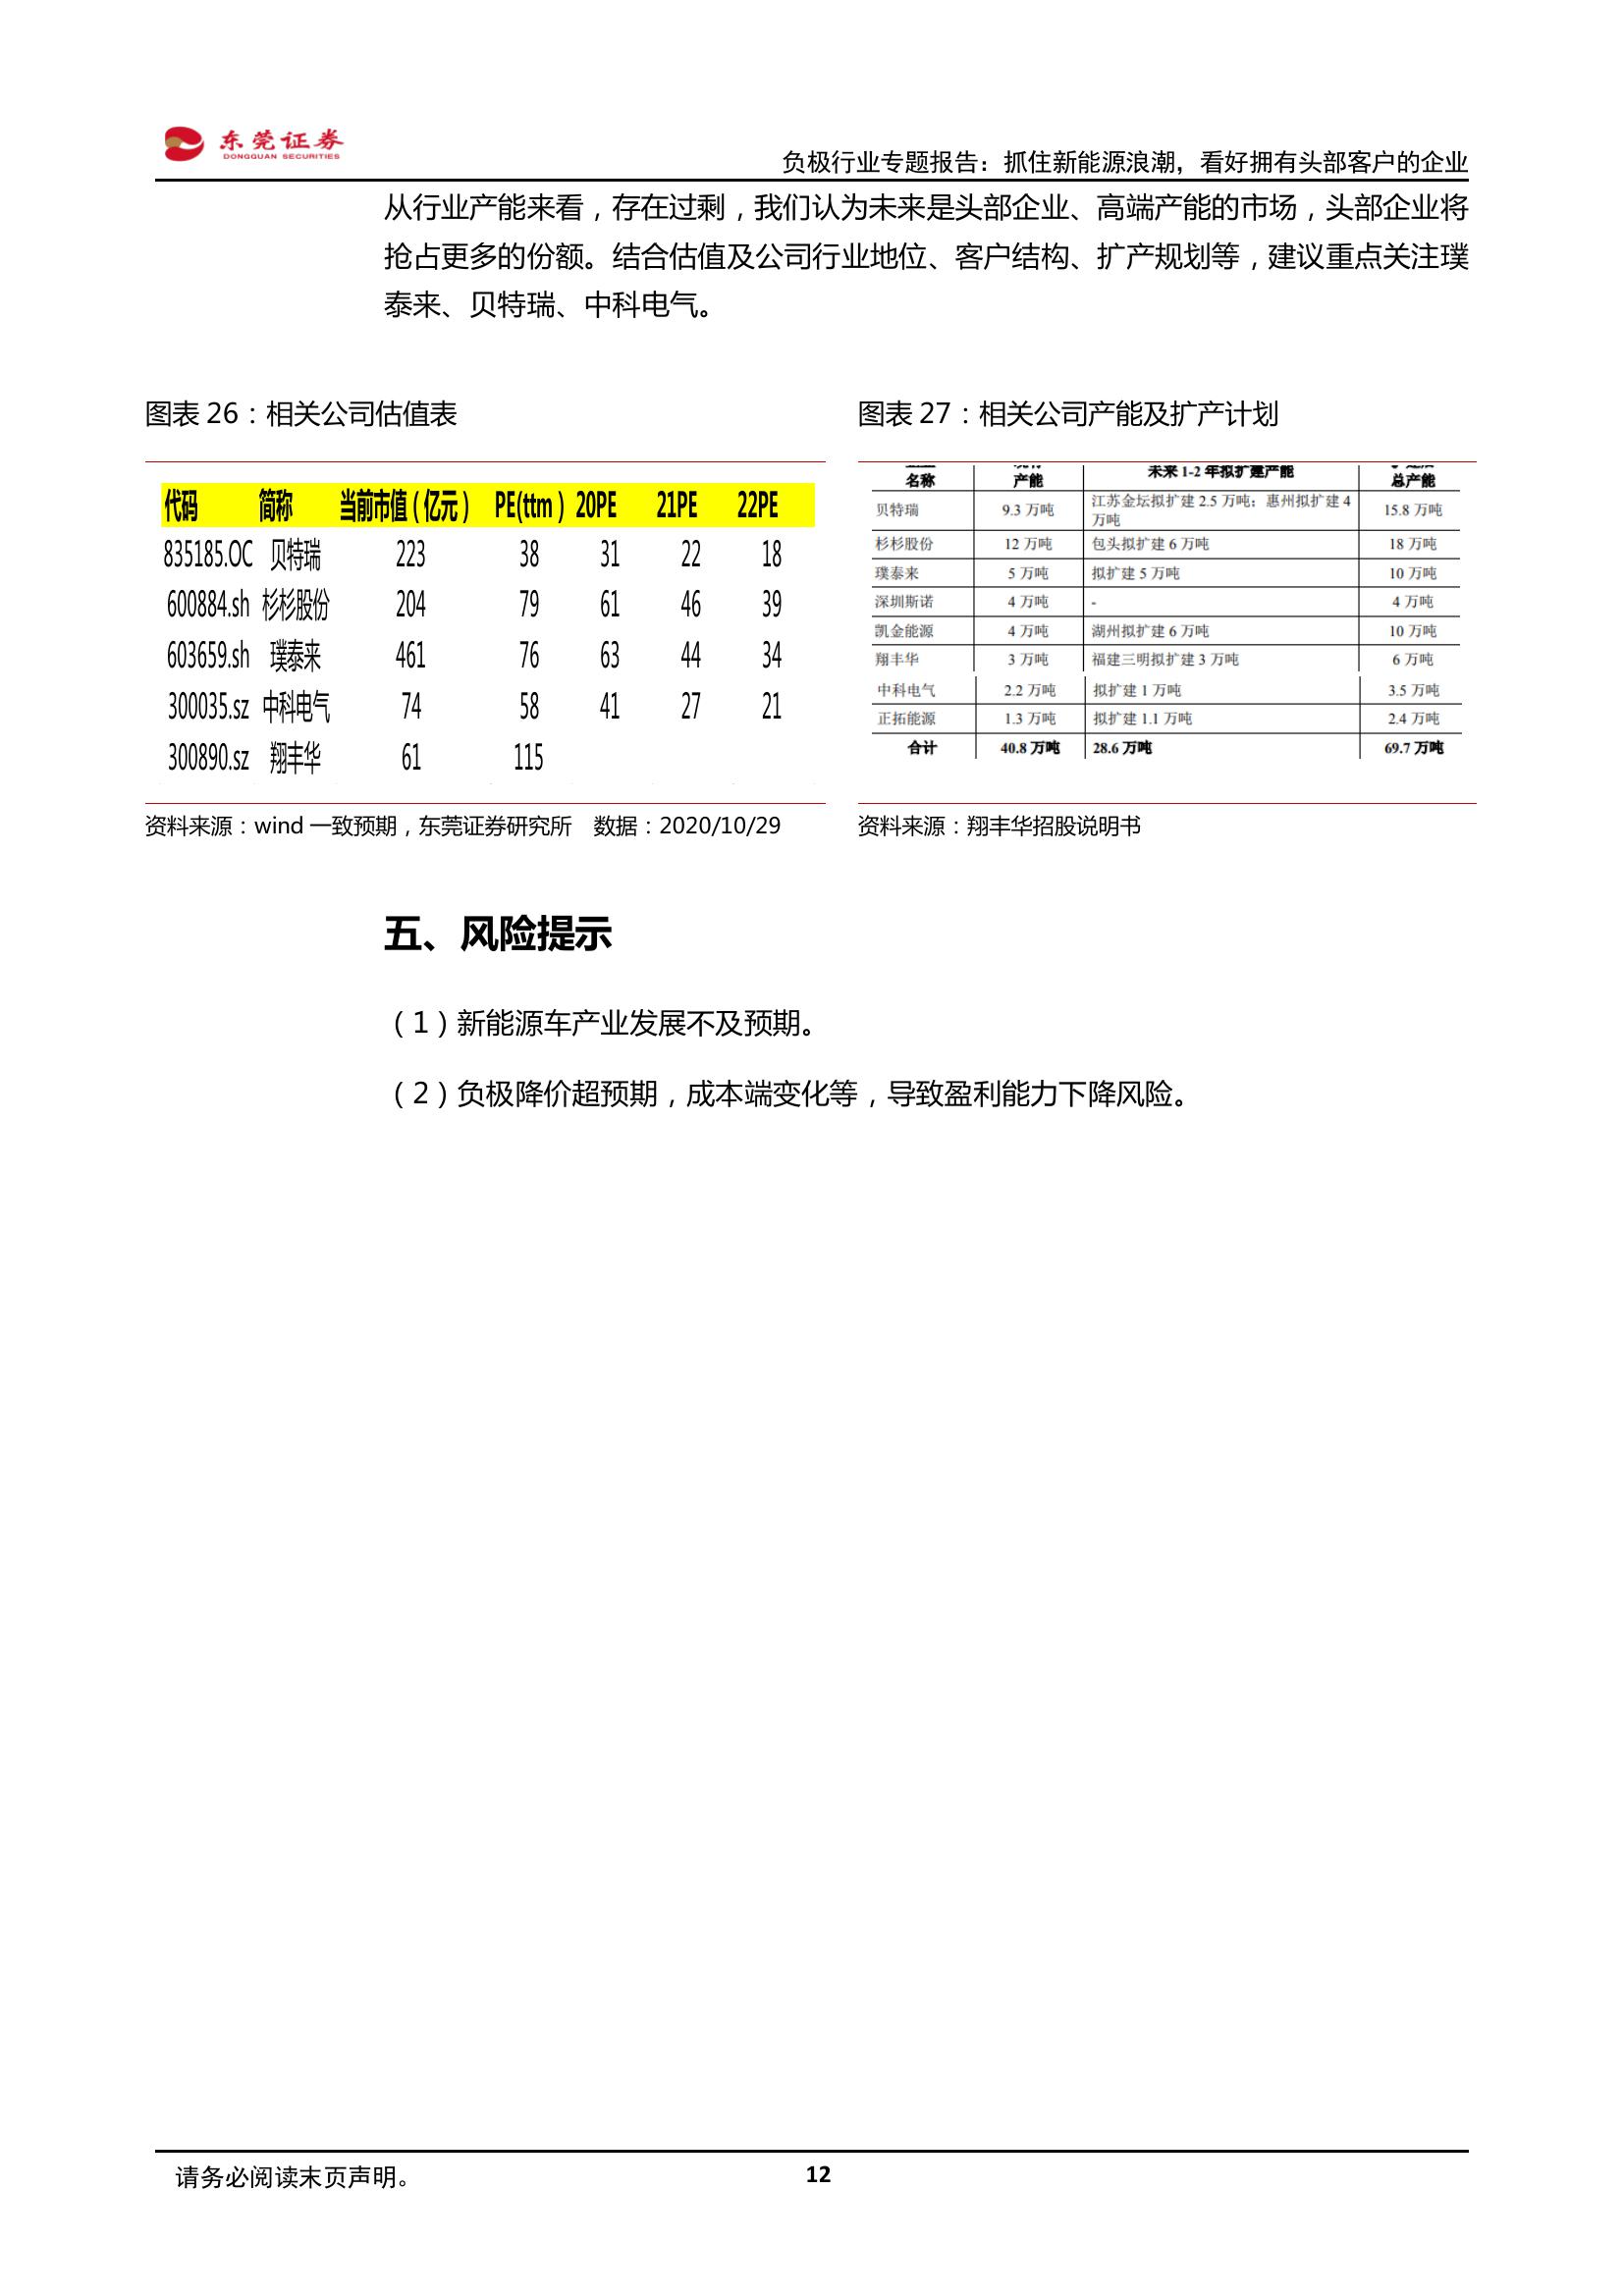 东莞证券
DONGGUAN SECURITIES
负极行业专题报告：抓住新能源浪潮，看好拥有头部客户的企业
从行业产能来看，存在过剩，我们认为未来是头部企业、高端产能的市场，头部企业将
抢占更多的份额。结合估值及公司行业地位、客户结构、扩产规划等，建议重点关注璞
泰来、贝特瑞、中科电气。
图表 26：相关公司估值表
代码 简称 当前市值（亿元） PE(ttm) 20PE 21PE 22PE
835185.OC 贝特瑞 223 38 31 22 18
600884.sh 杉杉股份 204 79 61 46 39
603659.sh 璞泰来 461 76 63 44 34
300035.sz 中科电气 74 58 41 27 21
300890.sz 翔丰华 61 115
资料来源：wind 一致预期，东莞证券研究所 数据：2020/10/29
图表 27：相关公司产能及扩产计划
未来 1-2 年拟扩建产能
名称 产能 总产能
贝特瑞 9.3 万吨 江苏金坛拟扩建 2.5 万吨；惠州拟扩建 4
万吨 15.8 万吨
杉杉股份 12 万吨 包头拟扩建 6 万吨 18 万吨
璞泰来 5 万吨 拟扩建 5 万吨 10 万吨
深圳斯诺 4 万吨 - 4 万吨
凯金能源 4 万吨 湖州拟扩建 6 万吨 10 万吨
翔丰华 3 万吨 福建三明拟扩建 3 万吨 6 万吨
中科电气 2.2 万吨 拟扩建 1 万吨 3.5 万吨
正拓能源 1.3 万吨 拟扩建 1.1 万吨 2.4 万吨
合计 40.8 万吨 28.6 万吨 69.7 万吨
资料来源：翔丰华招股说明书
五、风险提示
（1）新能源车产业发展不及预期。
（2）负极降价超预期，成本端变化等，导致盈利能力下降风险。
请务必阅读末页声明。
12